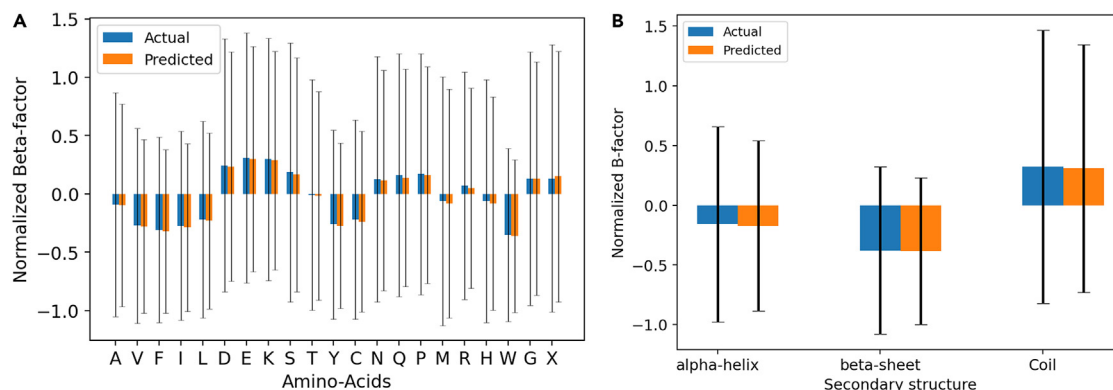 A
Normalized Beta-factor
1.5
1.0
0.5
0.0
−0.5
−1.0
Actual
Predicted
A V F I L D E K S T Y C N Q P M R H W G X
Amino-Acids
B
Normalized B-factor
1.5
1.0
0.5
0.0
−0.5
−1.0
Actual
Predicted
alpha-helix beta-sheet Coil
Secondary structure